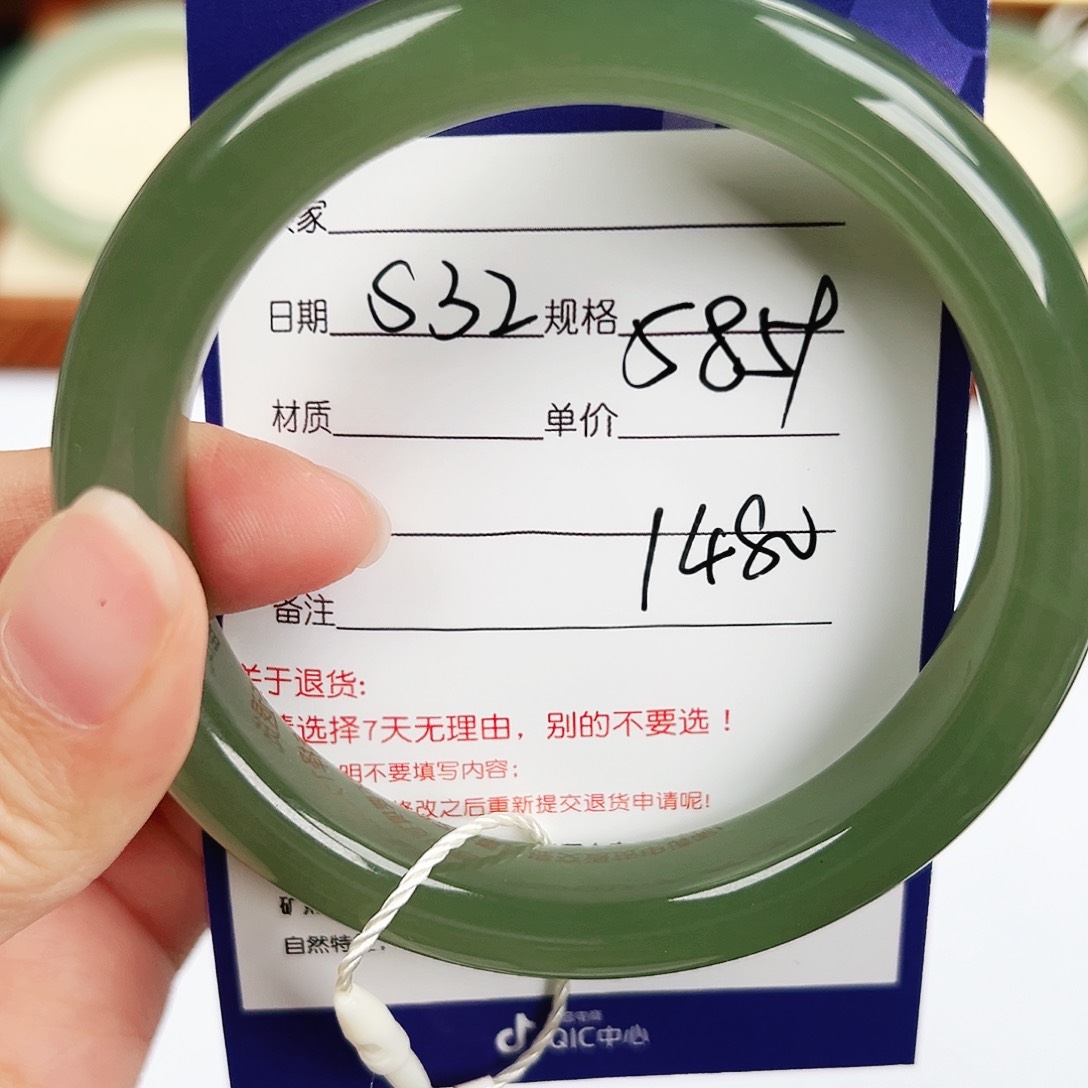 家
日期 S32 规格 585
材质 单价
1480
备注
关于退货:
请选择7天无理由，别的不要选！
明不要填写内容;
修改之后重新提交退货申请呢!
自然特
QIC中心